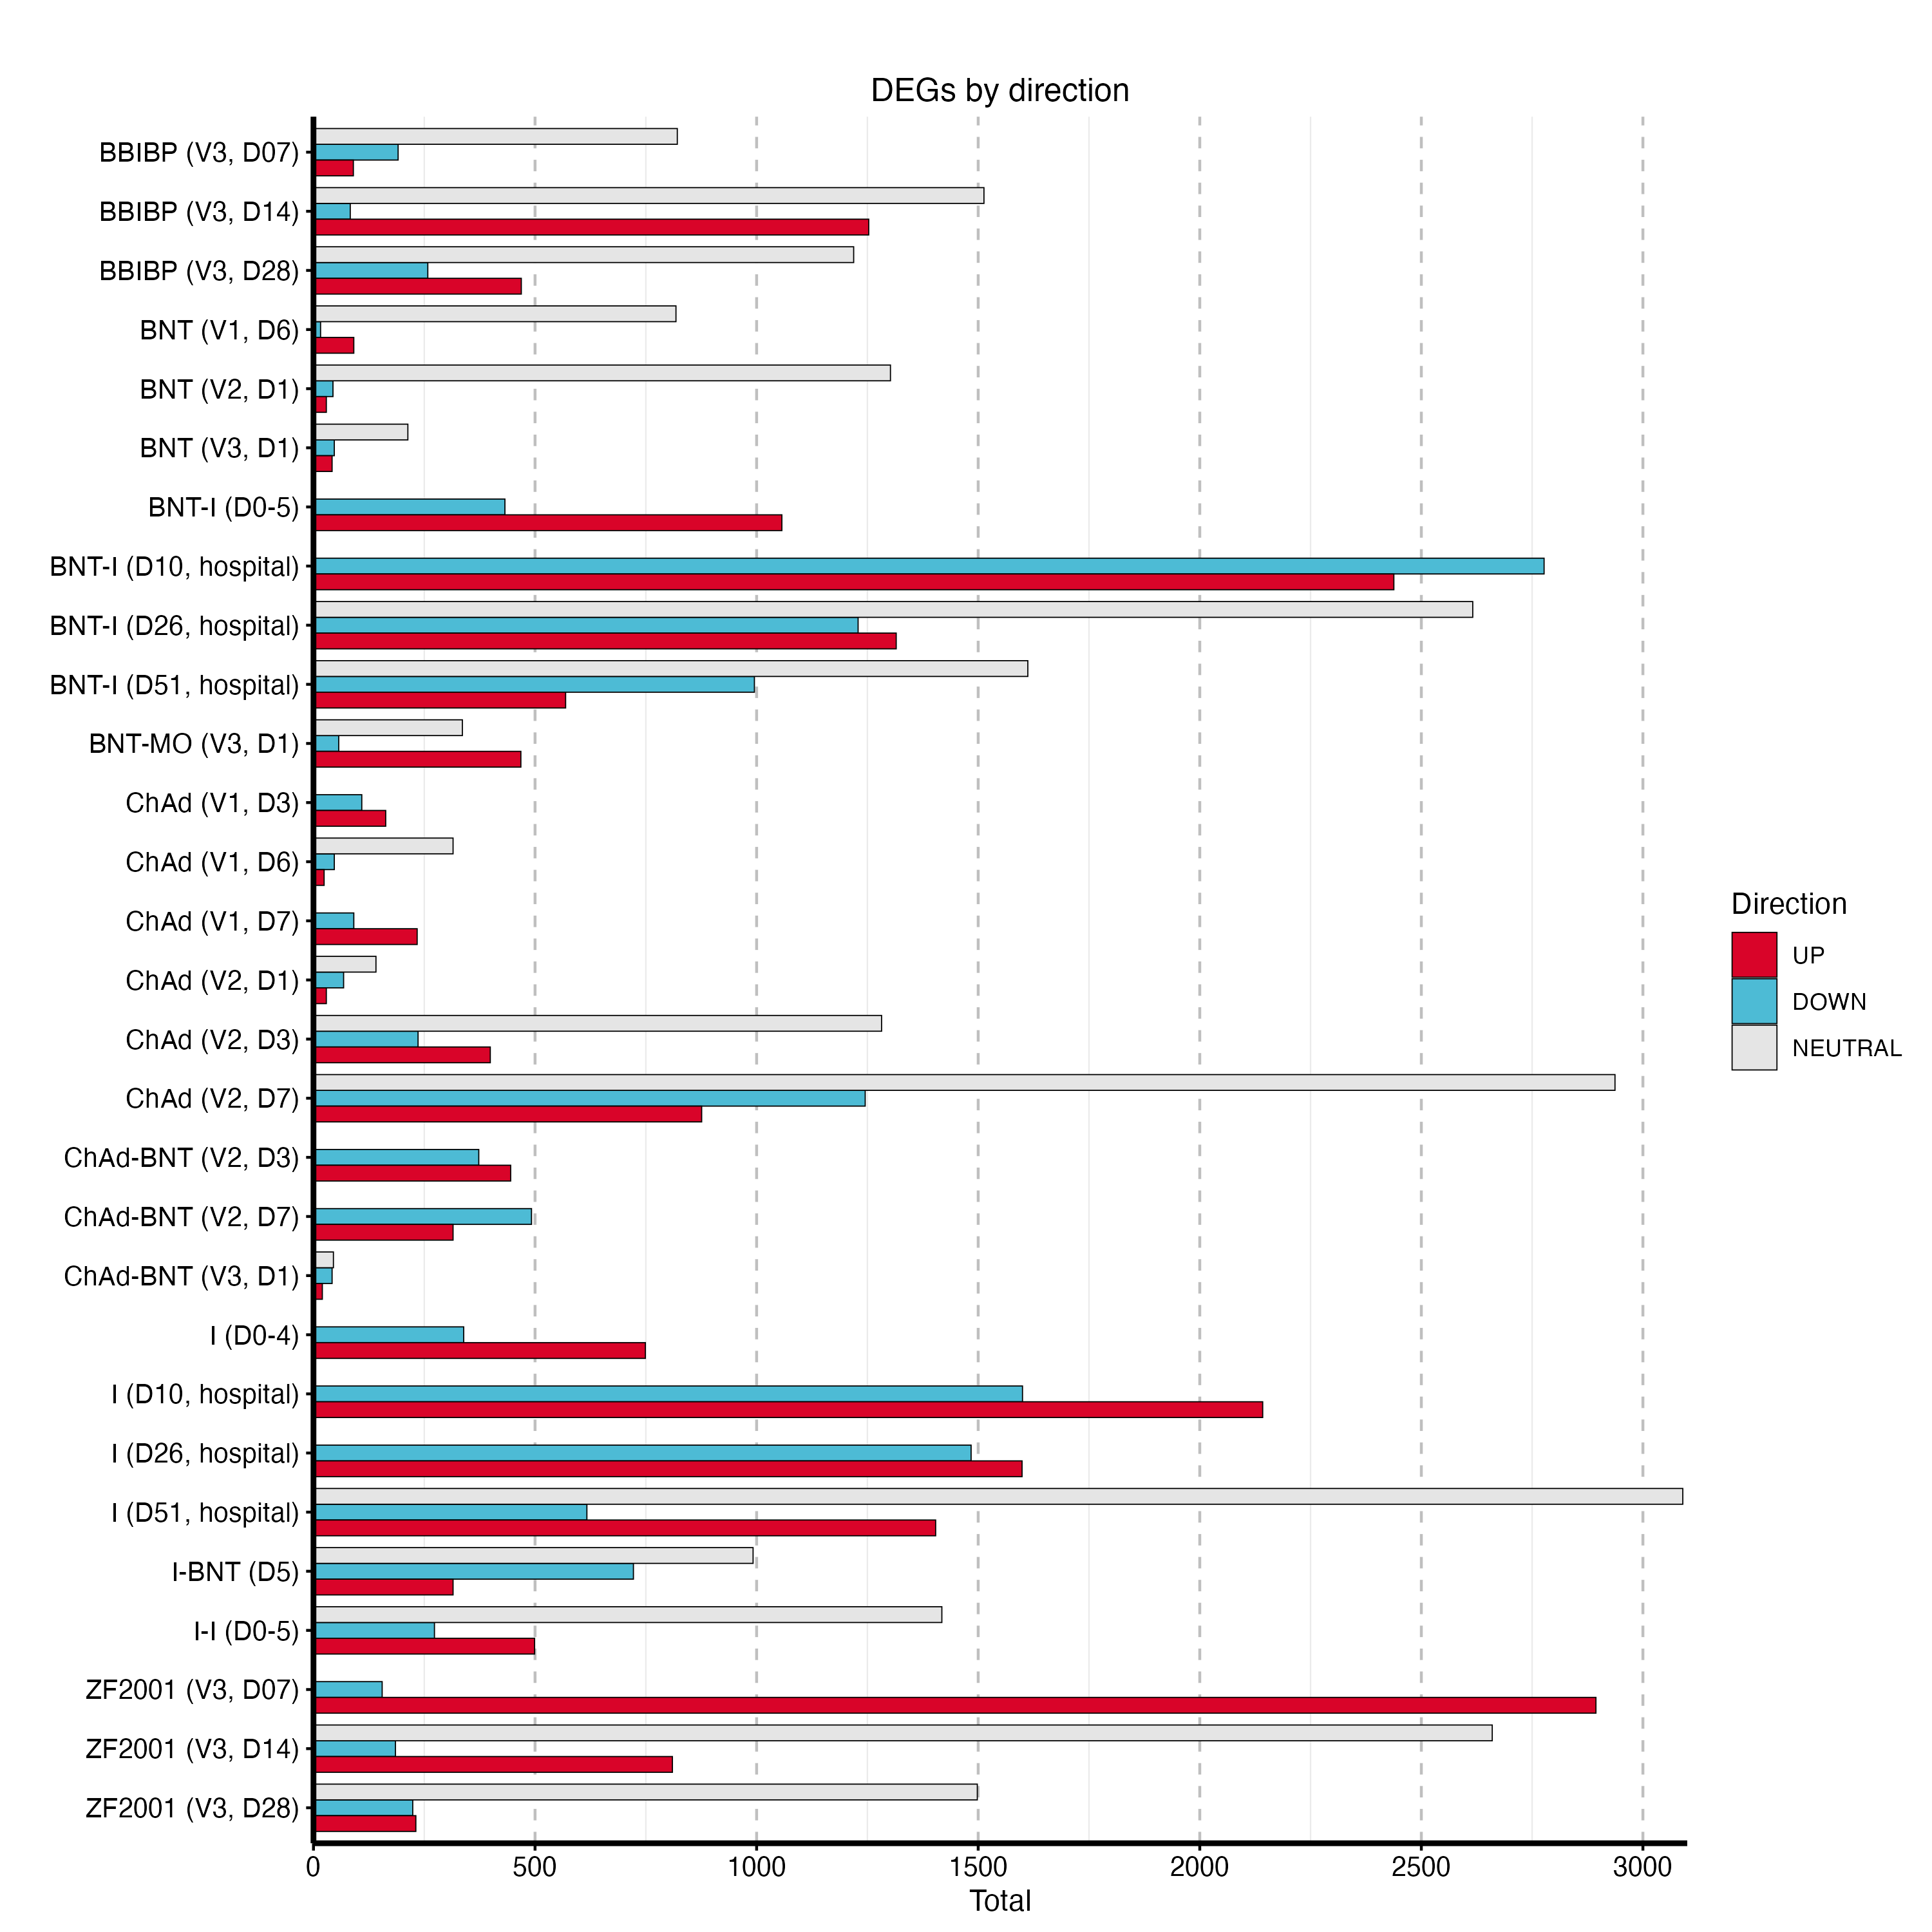 DEGs by direction
BBIBP (V3, D07)
BBIBP (V3, D14)
BBIBP (V3, D28)
BNT (V1, D6)
BNT (V2, D1)
BNT (V3, D1)
BNT-I (D0-5)
BNT-I (D10, hospital)
BNT-I (D26, hospital)
BNT-I (D51, hospital)
BNT-MO (V3, D1)
ChAd (V1, D3)
ChAd (V1, D6)
ChAd (V1, D7)
ChAd (V2, D1)
ChAd (V2, D3)
ChAd (V2, D7)
ChAd-BNT (V2, D3)
ChAd-BNT (V2, D7)
ChAd-BNT (V3, D1)
I (D0-4)
I (D10, hospital)
I (D26, hospital)
I (D51, hospital)
I-BNT (D5)
I-I (D0-5)
ZF2001 (V3, D07)
ZF2001 (V3, D14)
ZF2001 (V3, D28)
0 500 1000 1500 2000 2500 3000
Total
Direction
UP
DOWN
NEUTRAL